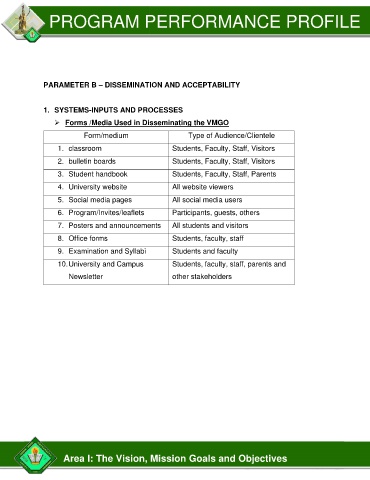 PROGRAM PERFORMANCE PROFILE
PARAMETER B – DISSEMINATION AND ACCEPTABILITY
1. SYSTEMS-INPUTS AND PROCESSES
➢ Forms /Media Used in Disseminating the VMGO
Form/medium Type of Audience/Clientele
1. classroom Students, Faculty, Staff, Visitors
2. bulletin boards Students, Faculty, Staff, Visitors
3. Student handbook Students, Faculty, Staff, Parents
4. University website All website viewers
5. Social media pages All social media users
6. Program/Invites/leaflets Participants, guests, others
7. Posters and announcements All students and visitors
8. Office forms Students, faculty, staff
9. Examination and Syllabi Students and faculty
10. University and Campus Students, faculty, staff, parents and
Newsletter other stakeholders
Area I: The Vision, Mission Goals and Objectives